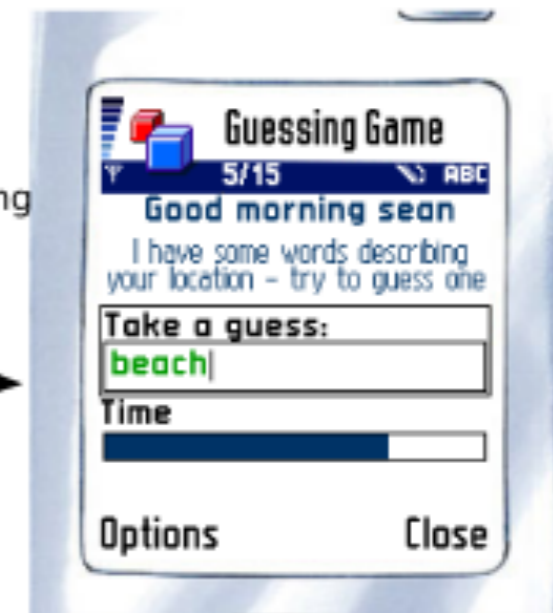 ng
Guessing Game
5/15 ABC
Good morning sean
I have some words describing
your location - try to guess one
Take a guess:
beach
Time
Options Close